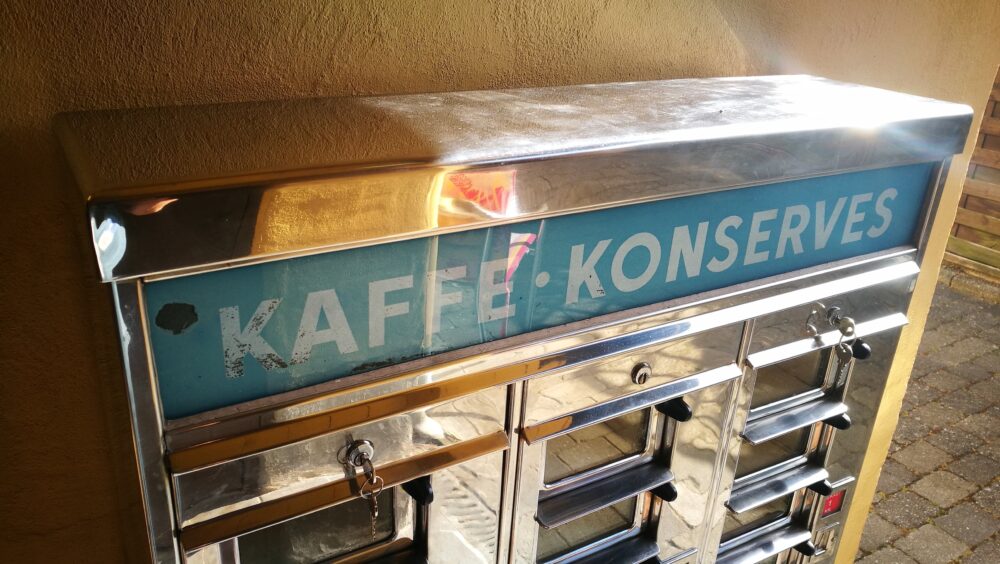 KAFFE · KONSERVES